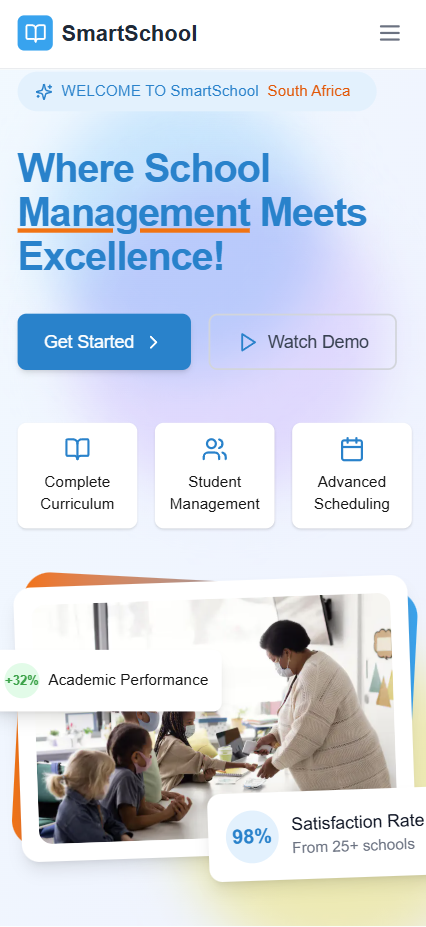 SmartSchool
WELCOME TO SmartSchool South Africa
Where School
Management Meets
Excellence!
Get Started
Watch Demo
Complete
Curriculum
Student
Management
Advanced
Scheduling
+32% Academic Performance
98%
Satisfaction Rate
From 25+ schools